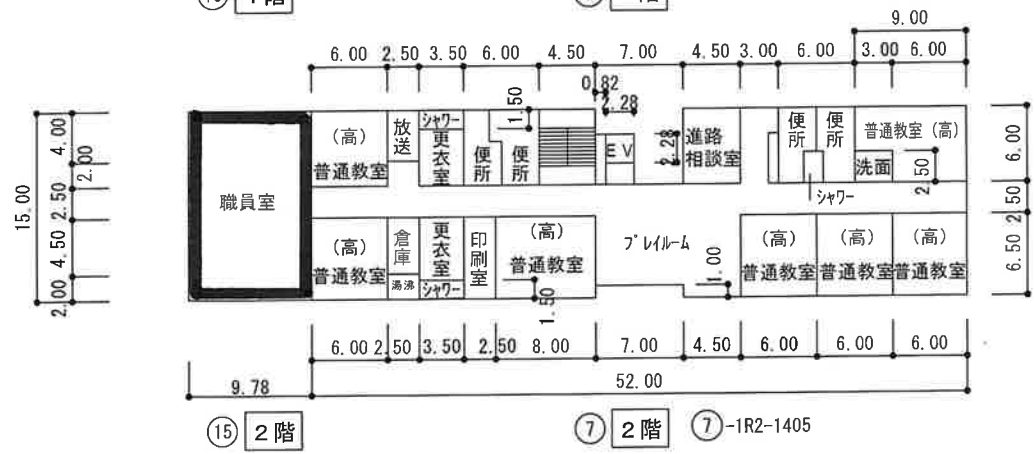 1階
9.00
6.00 2.50 3.50 6.00 4.50 7.00 4.50 3.00 6.00 3.00 6.00
0.82
2.28
1.50
15.00
4.00
2.00
2.50
4.50
2.00
職員室
(高)
普通教室
放送
シャワー
更衣室
便所
便所
EV
2.28
進路
相談室
便所
便所
普通教室(高)
洗面
2.50
シャワー
6.00
2.50
6.50
(高)
普通教室
倉庫
湯沸
更衣室
シャワー
印刷室
(高)
普通教室
1.50
プレイルーム
1.00
(高)
普通教室
(高)
普通教室
(高)
普通教室
6.00 2.50 3.50 2.50 8.00 7.00 4.50 6.00 6.00 6.00
9.78
52.00
⑮ 2階
⑦ 2階 ⑦-1R2-1405